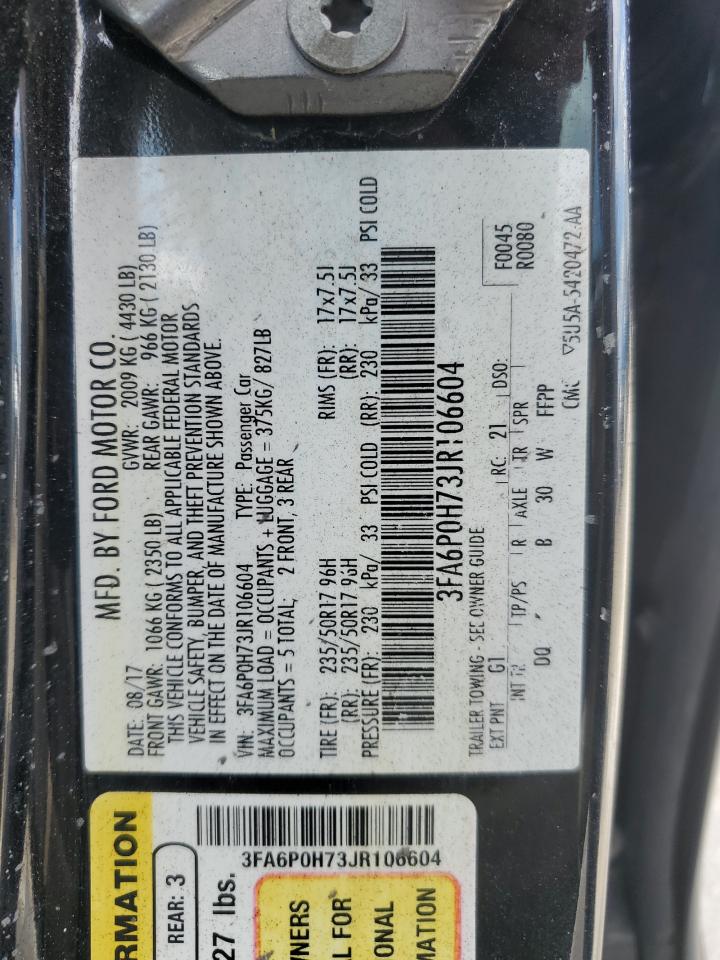 MFD. BY FORD MOTOR CO.
DATE: 08/17 GVWR: 2009 KG ( 4430 LB)
FRONT GAWR: 1066 KG ( 2350 LB) REAR GAWR: 966 KG ( 2130 LB)
THIS VEHICLE CONFORMS TO ALL APPLICABLE FEDERAL MOTOR
VEHICLE SAFETY, BUMPER, AND THEFT PREVENTION STANDARDS
IN EFFECT ON THE DATE OF MANUFACTURE SHOWN ABOVE.
VIN: 3FA6P0H73JR106604 TYPE: Passenger Car
MAXIMUM LOAD = OCCUPANTS + LUGGAGE = 375KG/ 827LB
OCCUPANTS = 5 TOTAL; 2 FRONT, 3 REAR
TIRE (FR): 235/50R17 96H RIMS (FR): 17x7.5J
(RR): 235/50R17 96H (RR): 17x7.5J
PRESSURE (FR): 230 kPa/ 33 PSI COLD (RR): 230 kPa/ 33 PSI COLD
3FA6P0H73JR106604
F0045
R0080
TRAILER TOWING - SEE OWNER GUIDE
EXT PNT G1 RC: 21 DSO:
INT TR TP/PS R AXLE TR SPR
DQ B 30 W FFPP
5U5A-5420472-AA
RMATION
REAR: 3
27 lbs.
3FA6P0H73JR106604
WNERS
L FOR
ONAL
MATION